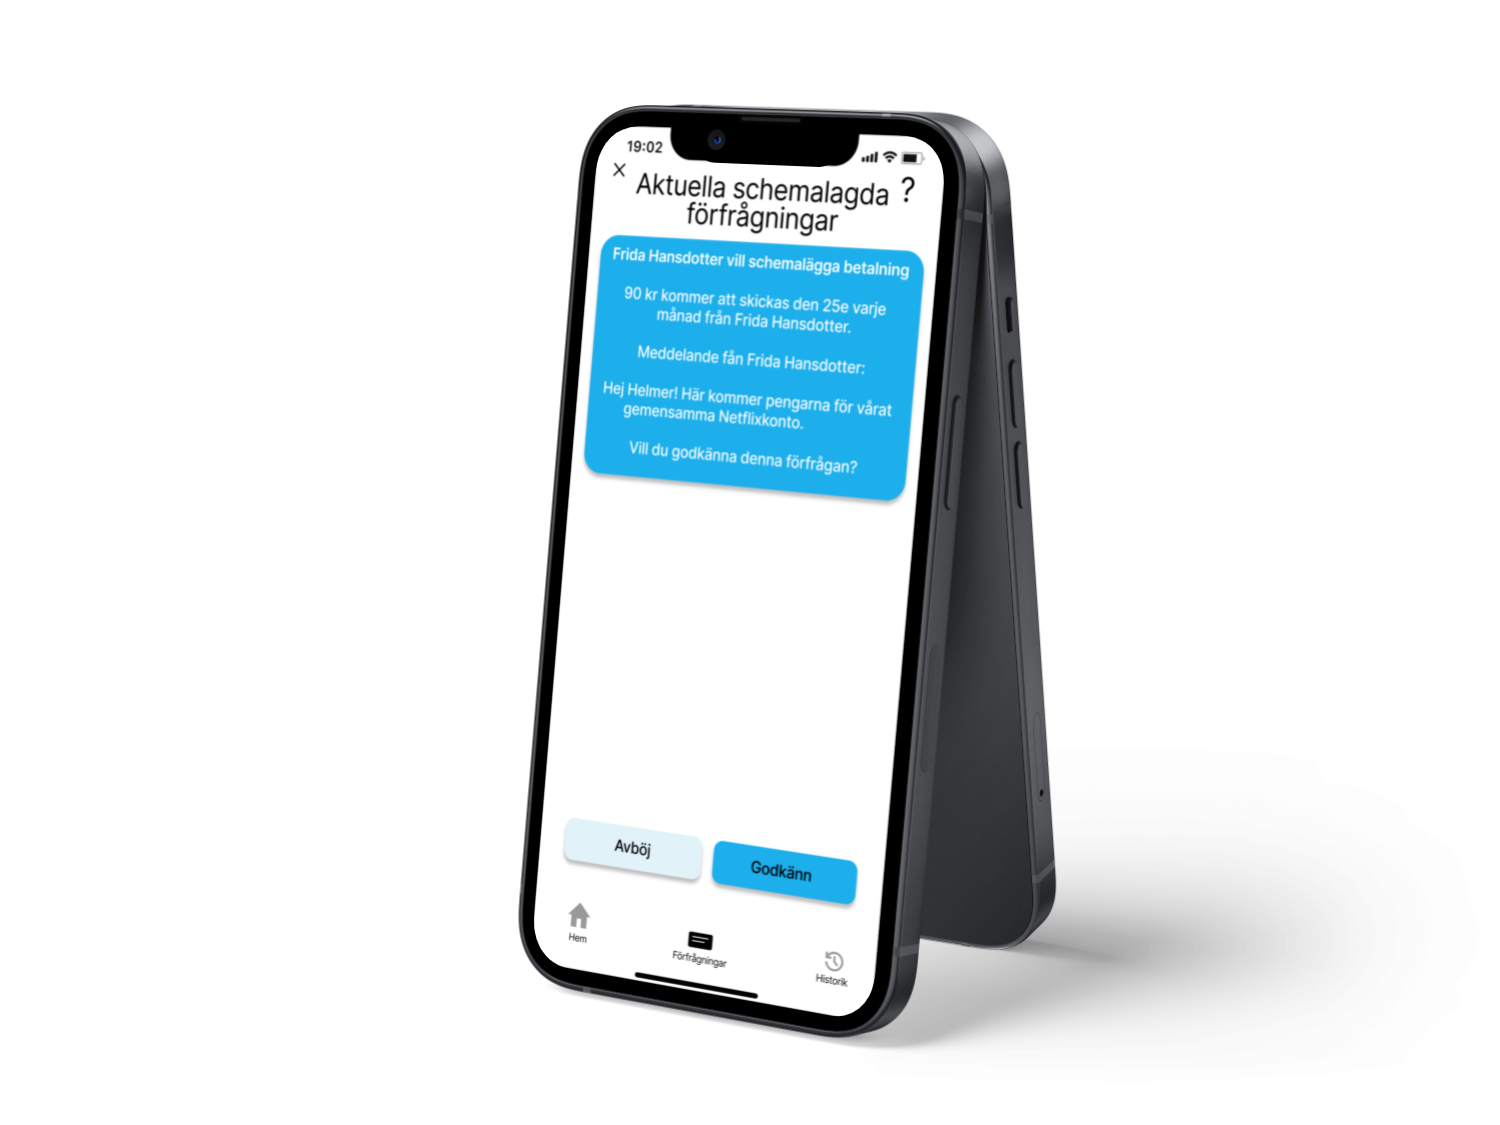 19:02
Aktuella schemalagda ?
förfrågningar
Frida Hansdotter vill schemalägga betalning
90 kr kommer att skickas den 25e varje
månad från Frida Hansdotter.
Meddelande fån Frida Hansdotter:
Hej Helmer! Här kommer pengarna för vårat
gemensamma Netflixkonto.
Vill du godkänna denna förfrågan?
Avböj
Godkänn
Hem
Förfrågningar
Historik